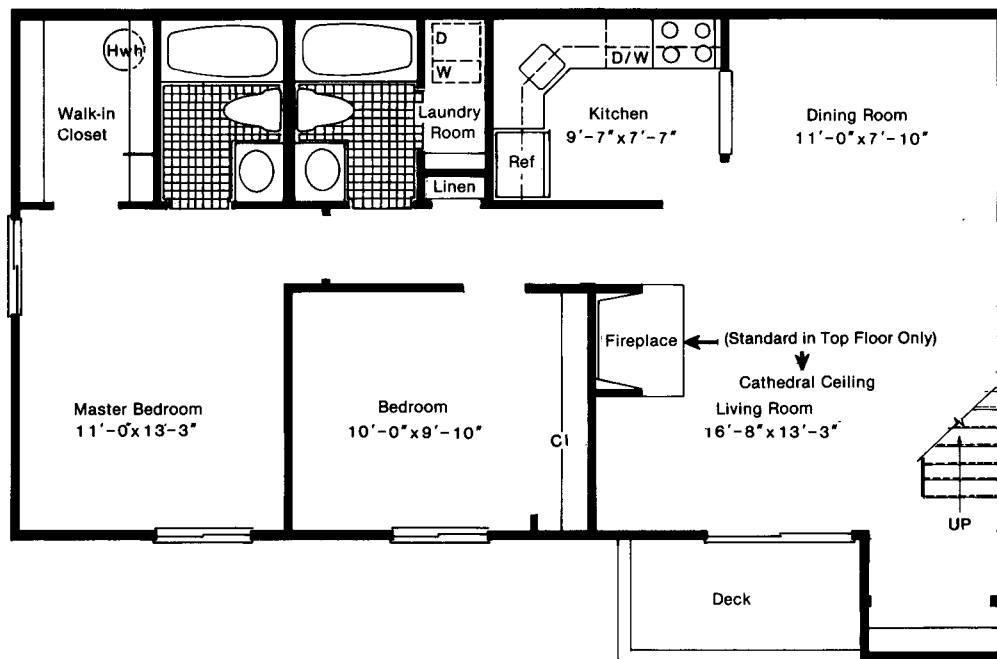 Hwh
D
W
D/W
Walk-in
Closet
Laundry
Room
Kitchen
9'-7"x7'-7"
Dining Room
11'-0"x7'-10"
Ref
Linen
Fireplace
(Standard in Top Floor Only)
Cathedral Ceiling
Master Bedroom
11'-0"x13'-3"
Bedroom
10'-0"x9'-10"
Living Room
16'-8"x13'-3"
Cl
UP
Deck